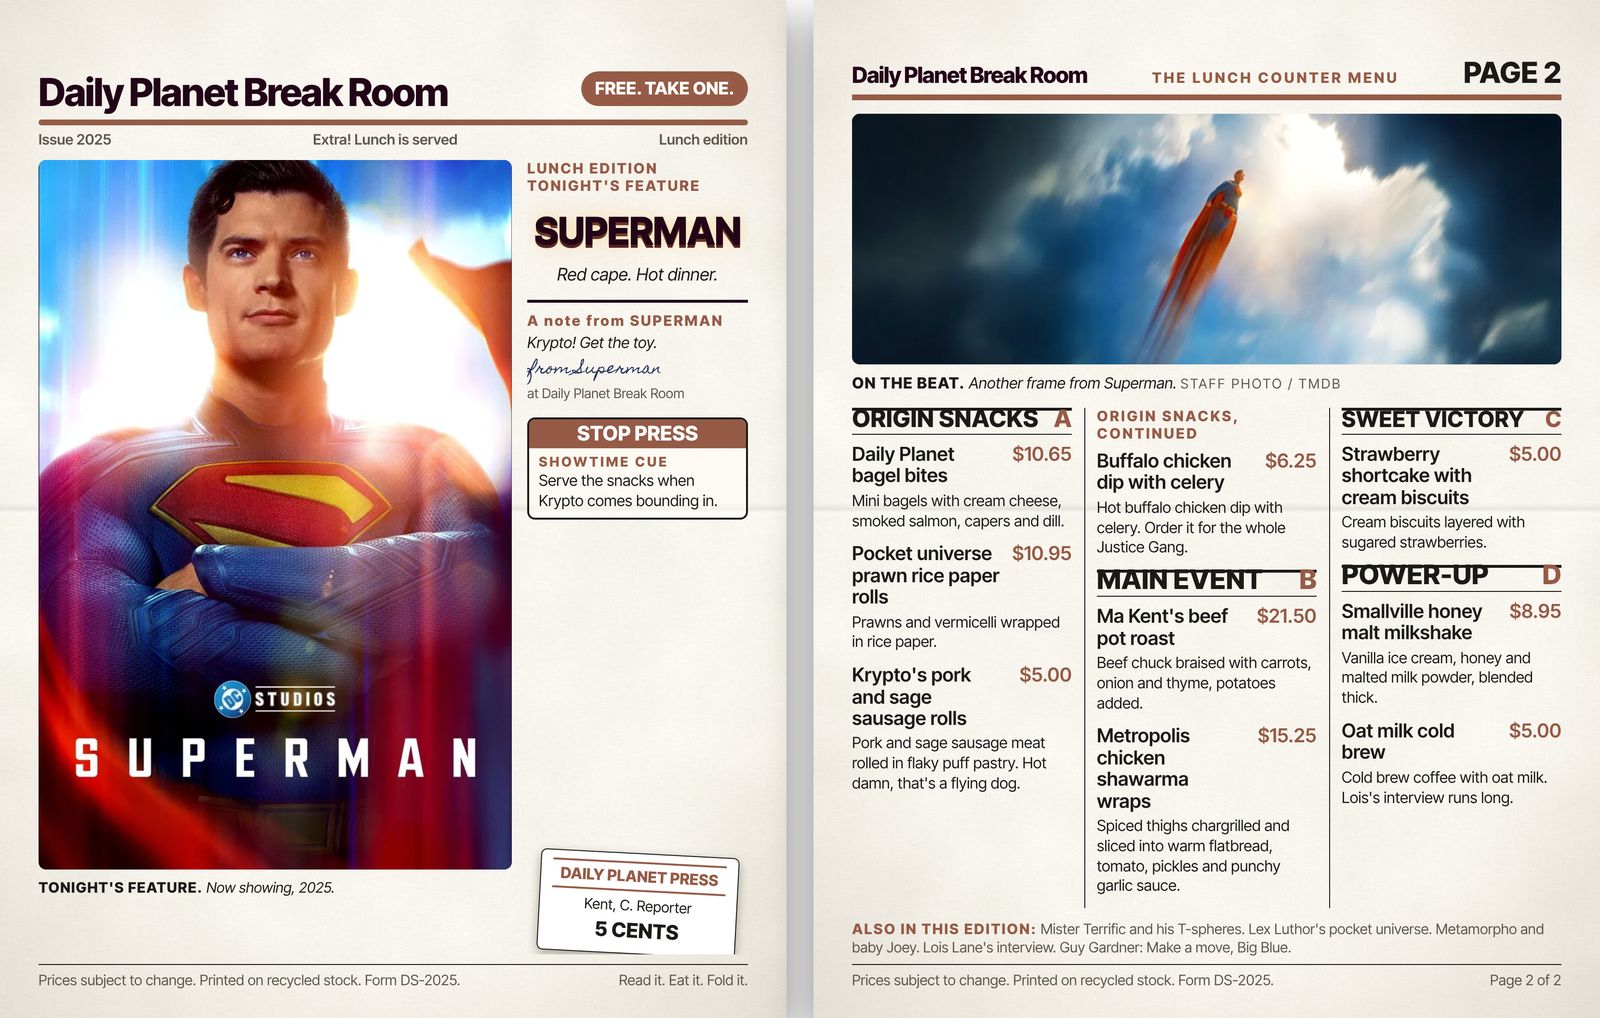 Daily Planet Break Room
FREE. TAKE ONE.
Issue 2025
Extra! Lunch is served
Lunch edition
DC STUDIOS
SUPERMAN
TONIGHT'S FEATURE. Now showing, 2025.
LUNCH EDITION
TONIGHT'S FEATURE
SUPERMAN
Red cape. Hot dinner.
A note from SUPERMAN
Krypto! Get the toy.
from Superman
at Daily Planet Break Room
STOP PRESS
SHOWTIME CUE
Serve the snacks when
Krypto comes bounding in.
DAILY PLANET PRESS
Kent, C. Reporter
5 CENTS
Prices subject to change. Printed on recycled stock. Form DS-2025.
Read it. Eat it. Fold it.
Daily Planet Break Room
THE LUNCH COUNTER MENU
PAGE 2
ON THE BEAT. Another frame from Superman. STAFF PHOTO / TMDB
ORIGIN SNACKS A
Daily Planet $10.65
bagel bites
Mini bagels with cream cheese,
smoked salmon, capers and dill.
Pocket universe $10.95
prawn rice paper
rolls
Prawns and vermicelli wrapped
in rice paper.
Krypto's pork $5.00
and sage
sausage rolls
Pork and sage sausage meat
rolled in flaky puff pastry. Hot
damn, that's a flying dog.
ORIGIN SNACKS,
CONTINUED
Buffalo chicken $6.25
dip with celery
Hot buffalo chicken dip with
celery. Order it for the whole
Justice Gang.
MAIN EVENT B
Ma Kent's beef $21.50
pot roast
Beef chuck braised with carrots,
onion and thyme, potatoes
added.
Metropolis $15.25
chicken
shawarma
wraps
Spiced thighs chargrilled and
sliced into warm flatbread,
tomato, pickles and punchy
garlic sauce.
SWEET VICTORY C
Strawberry $5.00
shortcake with
cream biscuits
Cream biscuits layered with
sugared strawberries.
POWER-UP D
Smallville honey $8.95
malt milkshake
Vanilla ice cream, honey and
malted milk powder, blended
thick.
Oat milk cold $5.00
brew
Cold brew coffee with oat milk.
Lois's interview runs long.
ALSO IN THIS EDITION: Mister Terrific and his T-spheres. Lex Luthor's pocket universe. Metamorpho and
baby Joey. Lois Lane's interview. Guy Gardner: Make a move, Big Blue.
Prices subject to change. Printed on recycled stock. Form DS-2025.
Page 2 of 2